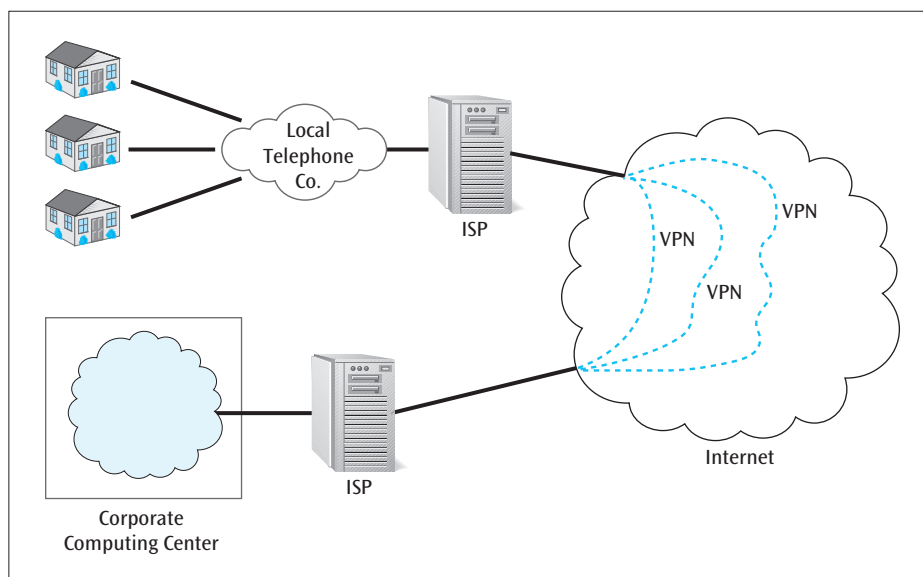 Local
Telephone
Co.
ISP
VPN
VPN
VPN
Internet
ISP
Corporate
Computing Center